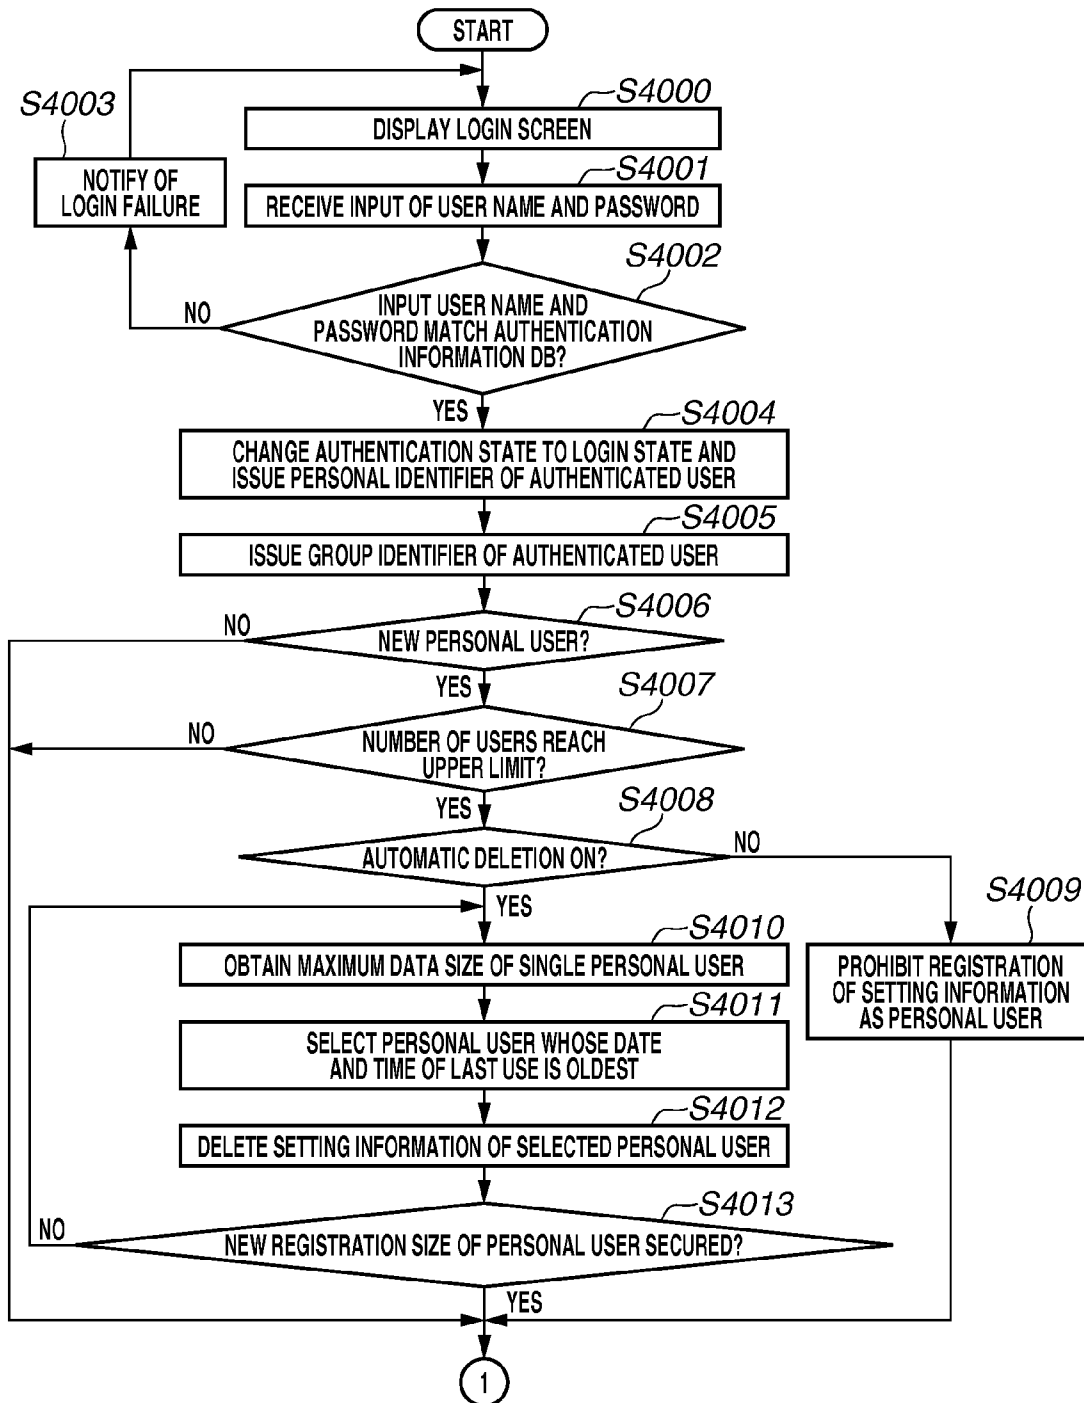 START
S4000
DISPLAY LOGIN SCREEN
S4003
NOTIFY OF
LOGIN FAILURE
S4001
RECEIVE INPUT OF USER NAME AND PASSWORD
S4002
INPUT USER NAME AND
PASSWORD MATCH AUTHENTICATION
INFORMATION DB?
NO
YES
S4004
CHANGE AUTHENTICATION STATE TO LOGIN STATE AND
ISSUE PERSONAL IDENTIFIER OF AUTHENTICATED USER
S4005
ISSUE GROUP IDENTIFIER OF AUTHENTICATED USER
S4006
NEW PERSONAL USER?
NO
YES
S4007
NUMBER OF USERS REACH
UPPER LIMIT?
NO
YES
S4008
AUTOMATIC DELETION ON?
NO
YES
S4009
PROHIBIT REGISTRATION
OF SETTING INFORMATION
AS PERSONAL USER
S4010
OBTAIN MAXIMUM DATA SIZE OF SINGLE PERSONAL USER
S4011
SELECT PERSONAL USER WHOSE DATE
AND TIME OF LAST USE IS OLDEST
S4012
DELETE SETTING INFORMATION OF SELECTED PERSONAL USER
S4013
NEW REGISTRATION SIZE OF PERSONAL USER SECURED?
NO
YES
1